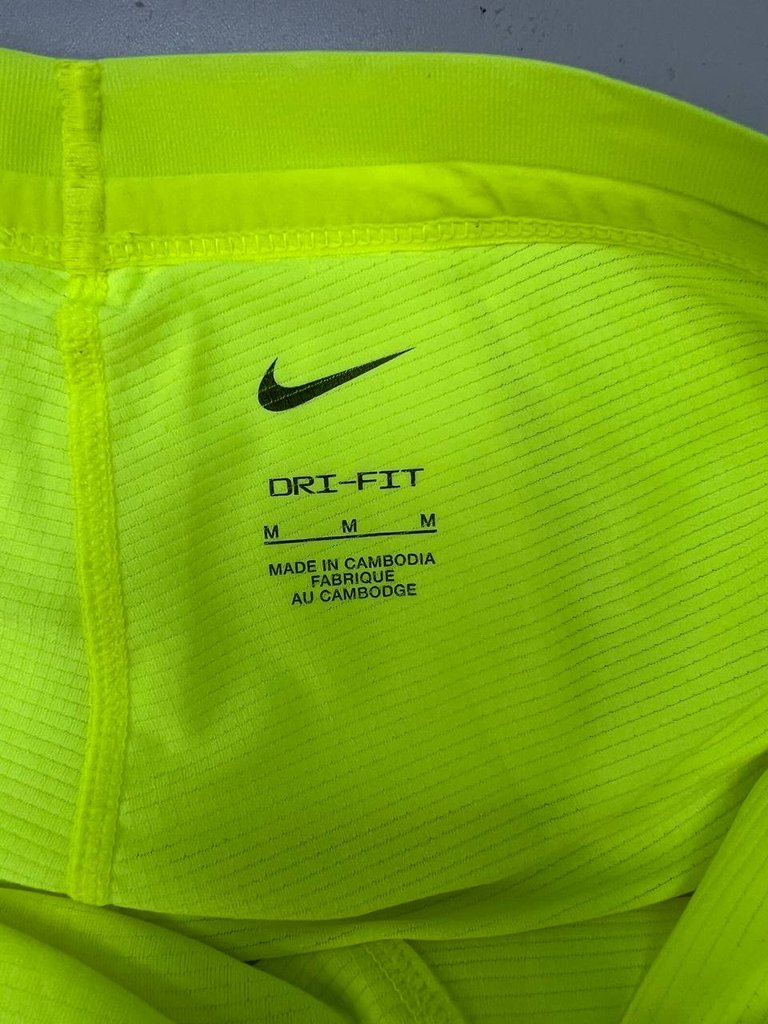 DRI-FIT
M M M
MADE IN CAMBODIA
FABRIQUE
AU CAMBODGE